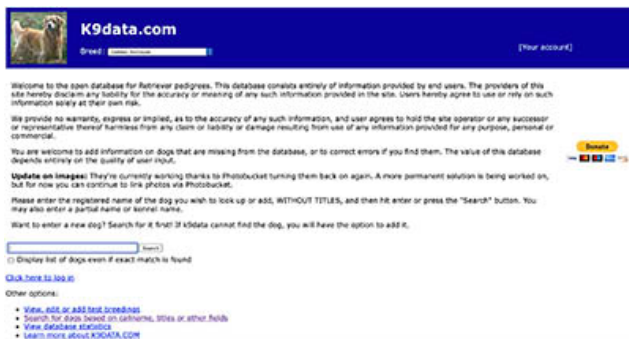 K9data.com
Breed: Golden Retriever
[Your account]
Welcome to the open database for Retriever pedigrees. This database consists entirely of information provided by end users. The providers of this
site hereby disclaim any liability for the accuracy or meaning of any such information provided in the site. Users hereby agree to use or rely on such
information solely at their own risk.
We provide no warranty, express or implied, as to the accuracy of any such information, and user agrees to hold the site operator or any successor
or representative thereof harmless from any claim or liability or damage resulting from use of any information provided for any purpose, personal or
commercial.
You are welcome to add information on dogs that are missing from the database, or to correct errors if you find them. The value of this database
depends entirely on the quality of user input.
Donate
Update on images: They're currently working thanks to Photobucket turning them back on again. A more permanent solution is being worked on,
but for now you can continue to link photos via Photobucket.
Please enter the registered name of the dog you wish to look up or add, WITHOUT TITLES, and then hit enter or press the "Search" button. You
may also enter a partial name or kennel name.
Want to enter a new dog? Search for it first! If k9data cannot find the dog, you will have the option to add it.
Search
Display list of dogs even if exact match is found
Click here to log in
Other options:
View, edit or add test breedings
Search for dogs based on callname, titles or other fields
View database statistics
Learn more about K9DATA.COM